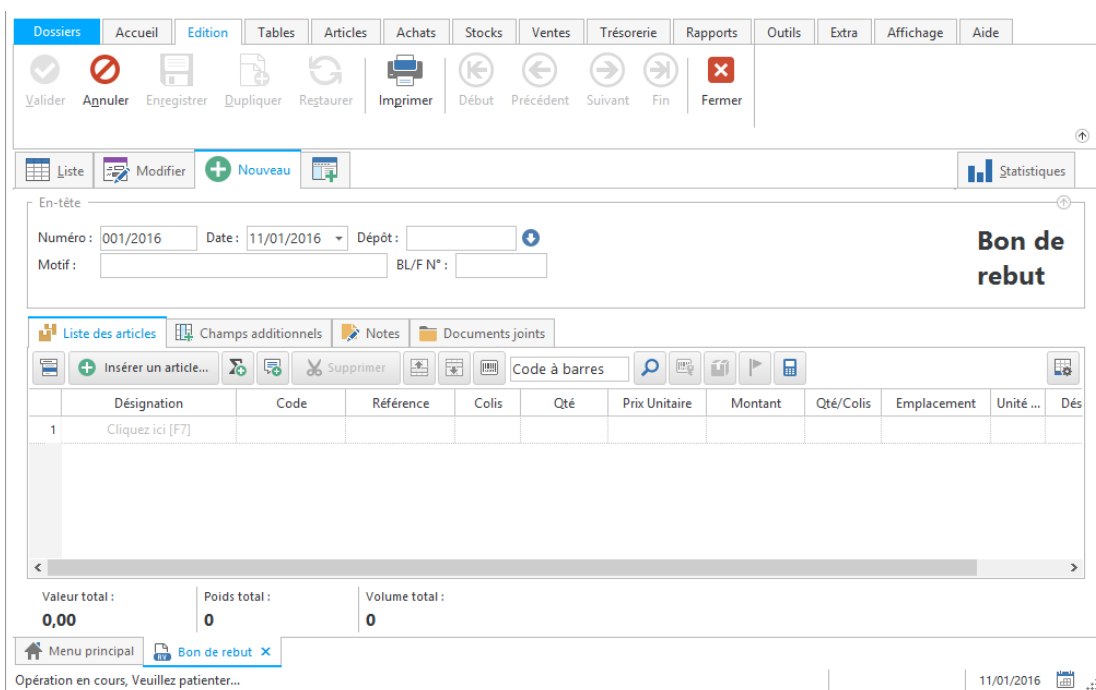 Dossiers Accueil Edition Tables Articles Achats Stocks Ventes Trésorerie Rapports Outils Extra Affichage Aide
Valider Annuler Enregistrer Dupliquer Restaurer Imprimer Début Précédent Suivant Fin Fermer
Liste Modifier Nouveau Statistiques
En-tête
Numéro : 001/2016 Date : 11/01/2016 Dépôt :
Motif : BL/F N° :
Bon de
rebut
Liste des articles Champs additionnels Notes Documents joints
Insérer un article... Supprimer Code à barres
Désignation Code Référence Colis Qté Prix Unitaire Montant Qté/Colis Emplacement Unité ... Dés
1 Cliquez ici [F7]
Valeur total : Poids total : Volume total :
0,00 0 0
Menu principal Bon de rebut
Opération en cours, Veuillez patienter... 11/01/2016